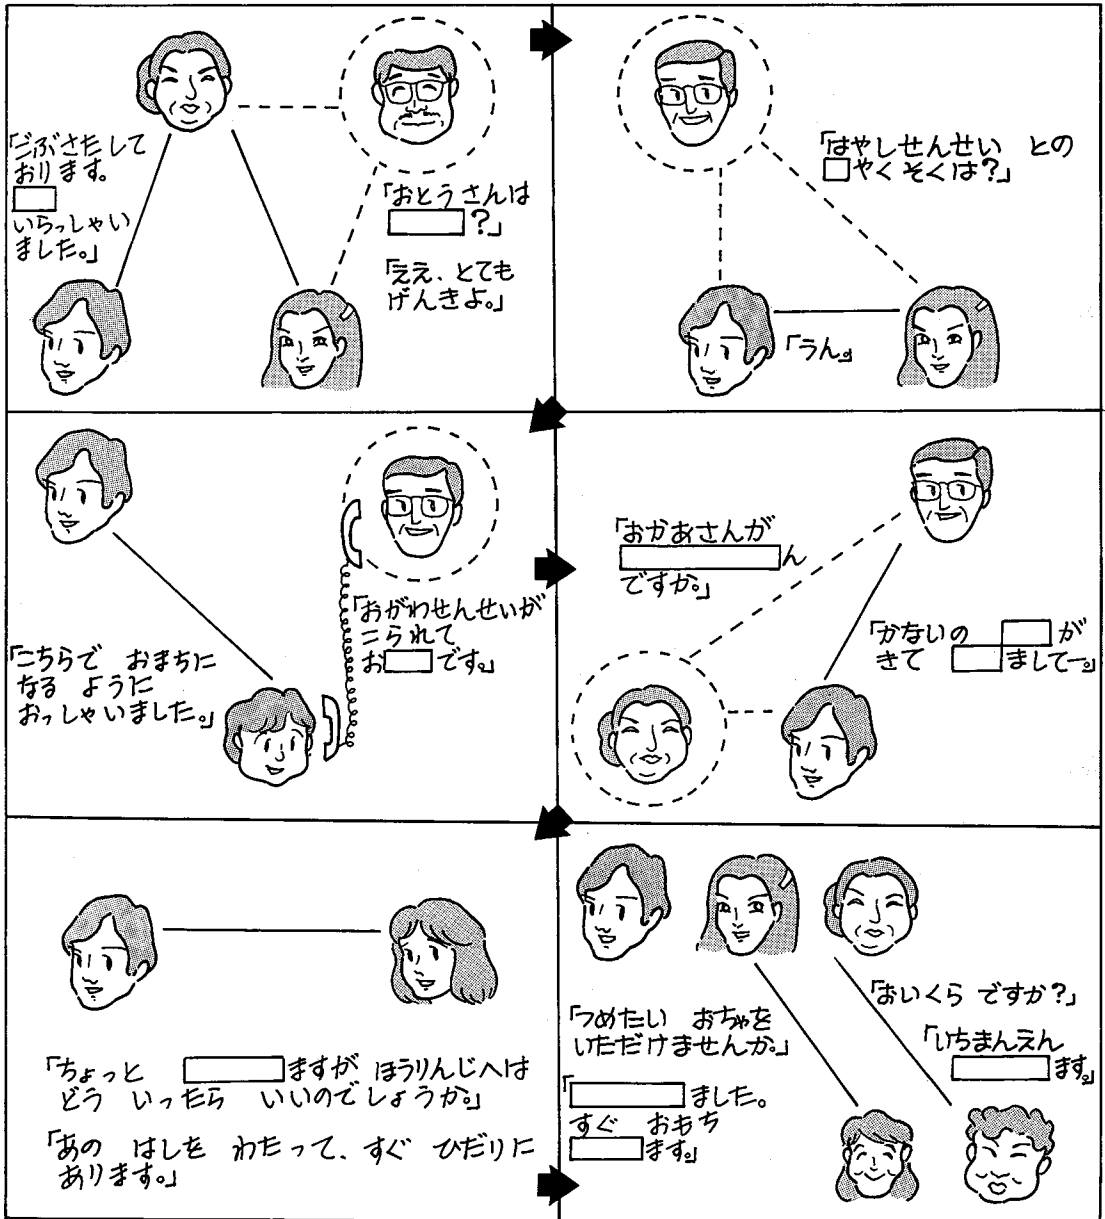 「ごぶさたして
おります。
□
いらっしゃい
ました。」
「おとうさんは
□?」
「ええ、とても
げんきよ。」
「はやしせんせい との
□やくそくは?」
「うん。」
「こちらで おまちに
なる ように
おっしゃいました。」
「おがわせんせいが
こられて
お□です。」
「おかあさんが
□ん
ですか。」
「かないの □が
きて □ましてー。」
「ちょっと □ますが ほうりんじへは
どう いったら いいのでしょうか。」
「あの はしを わたって、すぐ ひだりに
あります。」
「つめたい おちゃを
いただけませんか。」
「□ました。
すぐ おもち
□ます。」
「おいくら ですか?」
「いちまんえん
□ます。」